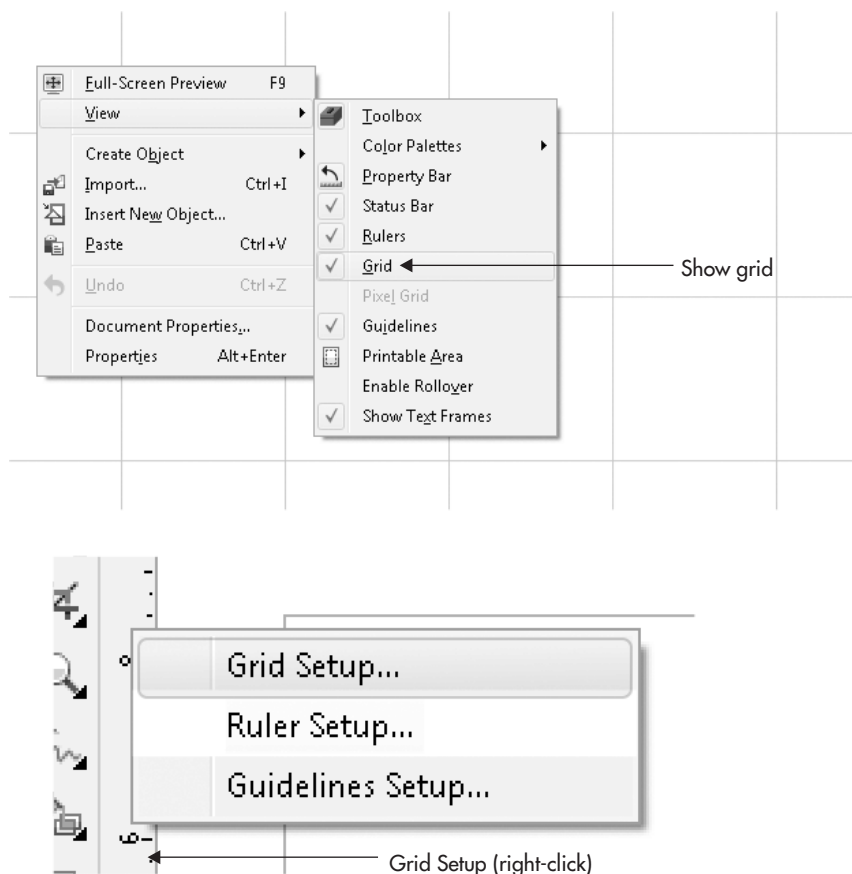 Full-Screen Preview F9
View
Create Object
Import... Ctrl+I
Insert New Object...
Paste Ctrl+V
Undo Ctrl+Z
Document Properties...
Properties Alt+Enter
Toolbox
Color Palettes
Property Bar
Status Bar
Rulers
Grid
Pixel Grid
Guidelines
Printable Area
Enable Rollover
Show Text Frames
Show grid
Grid Setup...
Ruler Setup...
Guidelines Setup...
Grid Setup (right-click)